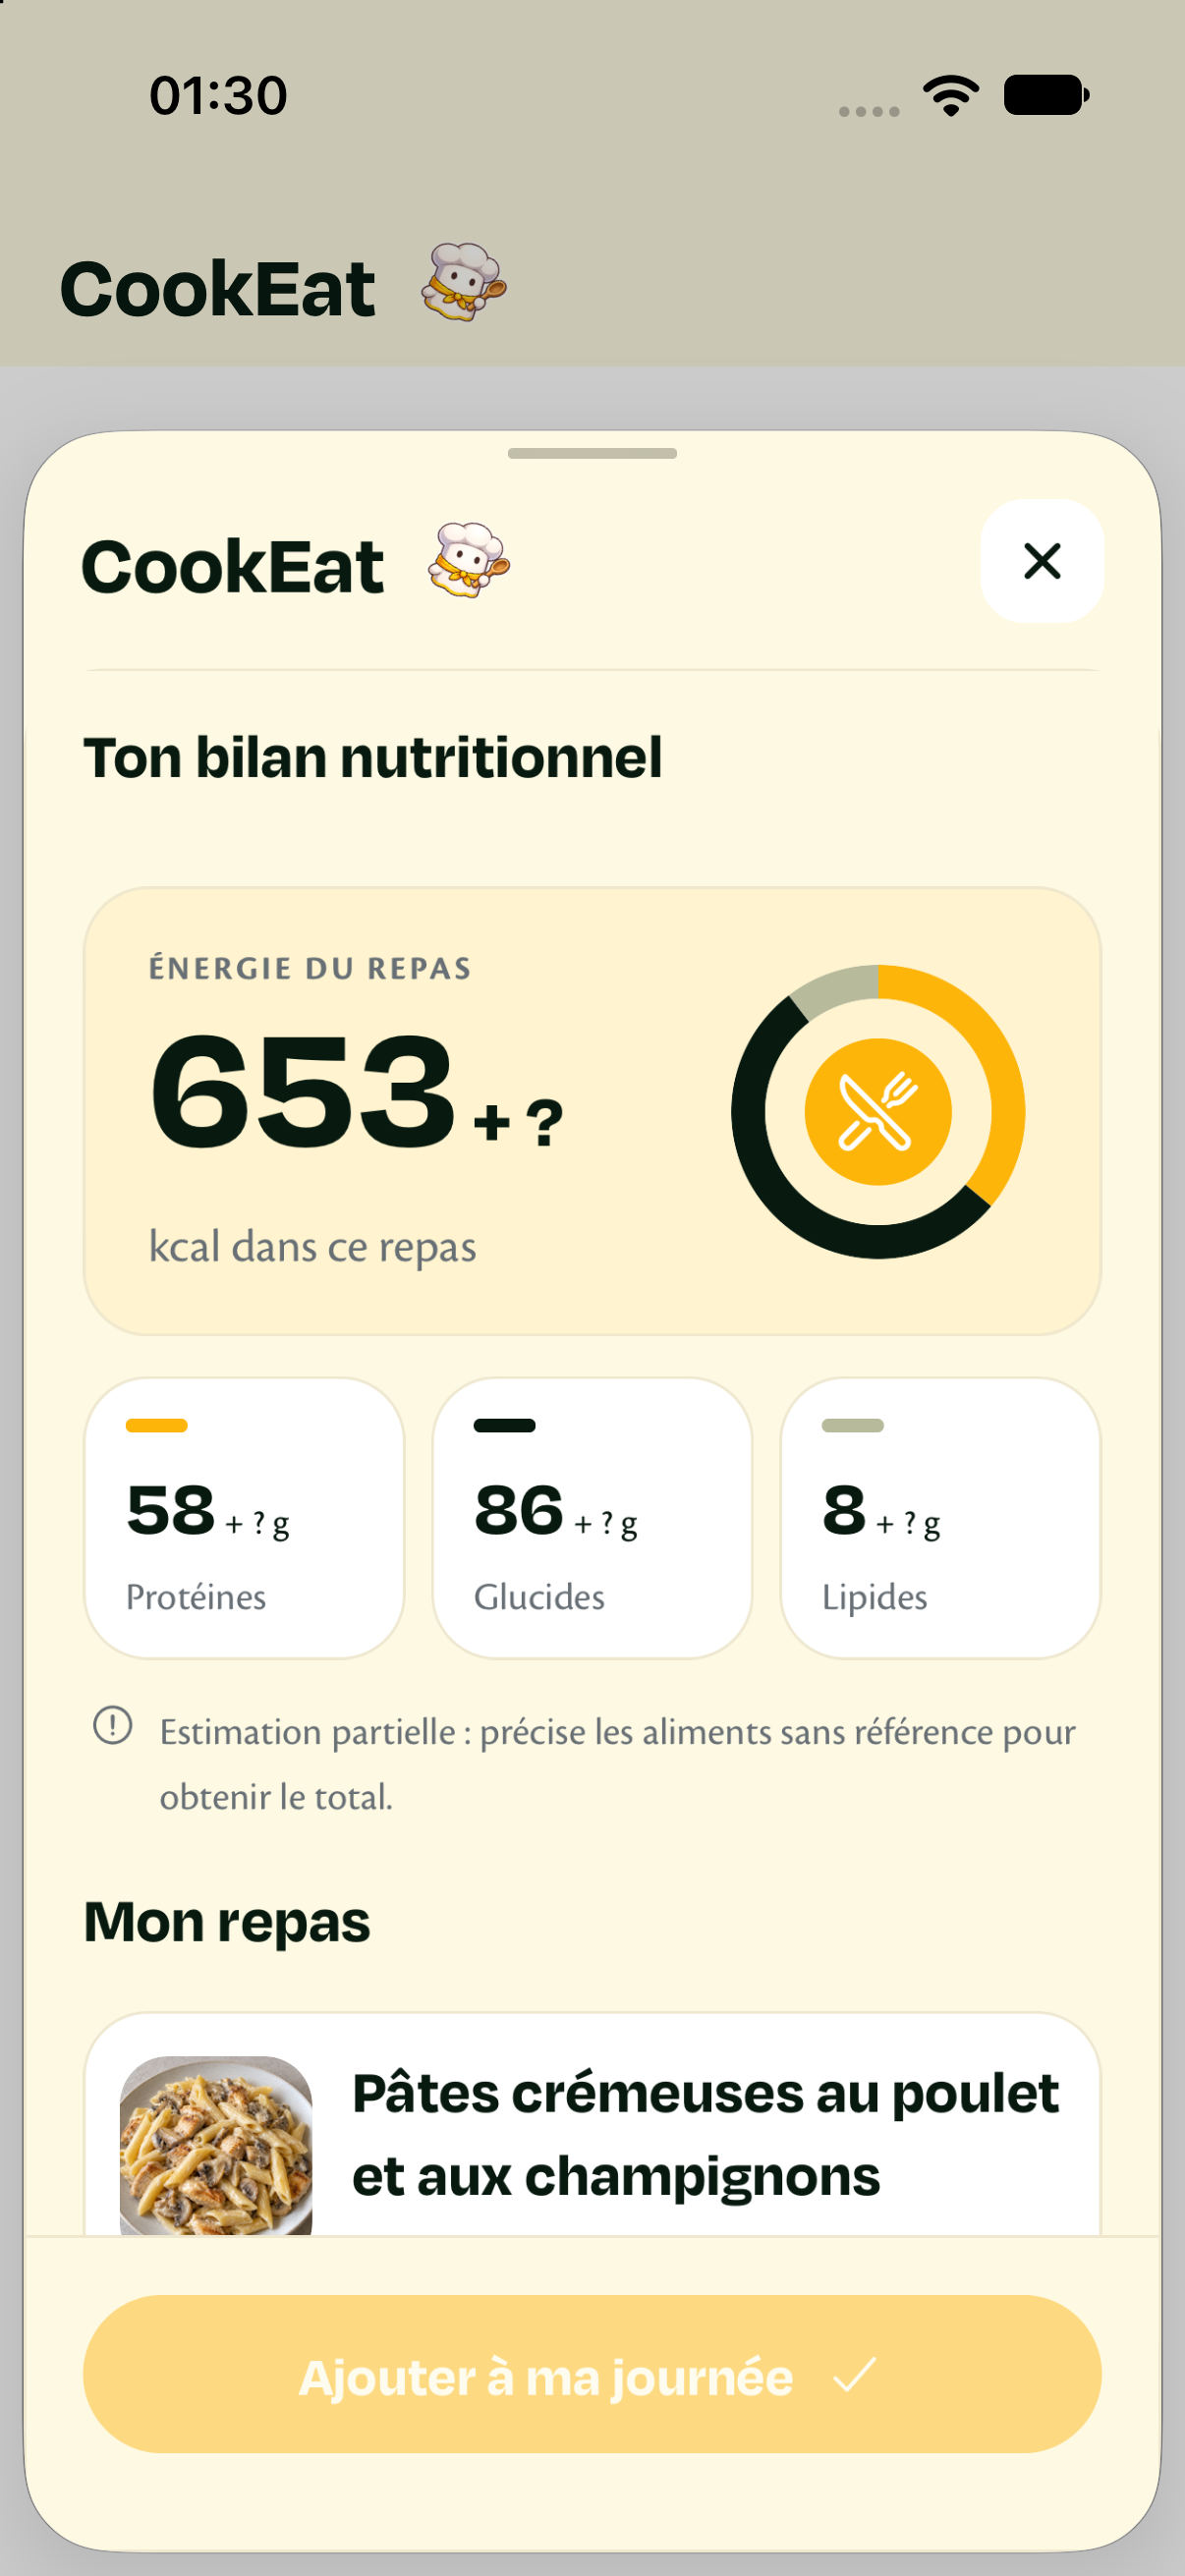 01:30
CookEat
CookEat
Ton bilan nutritionnel
ÉNERGIE DU REPAS
653 + ?
kcal dans ce repas
58 + ? g
Protéines
86 + ? g
Glucides
8 + ? g
Lipides
Estimation partielle : précise les aliments sans référence pour
obtenir le total.
Mon repas
Pâtes crémeuses au poulet
et aux champignons
Ajouter à ma journée